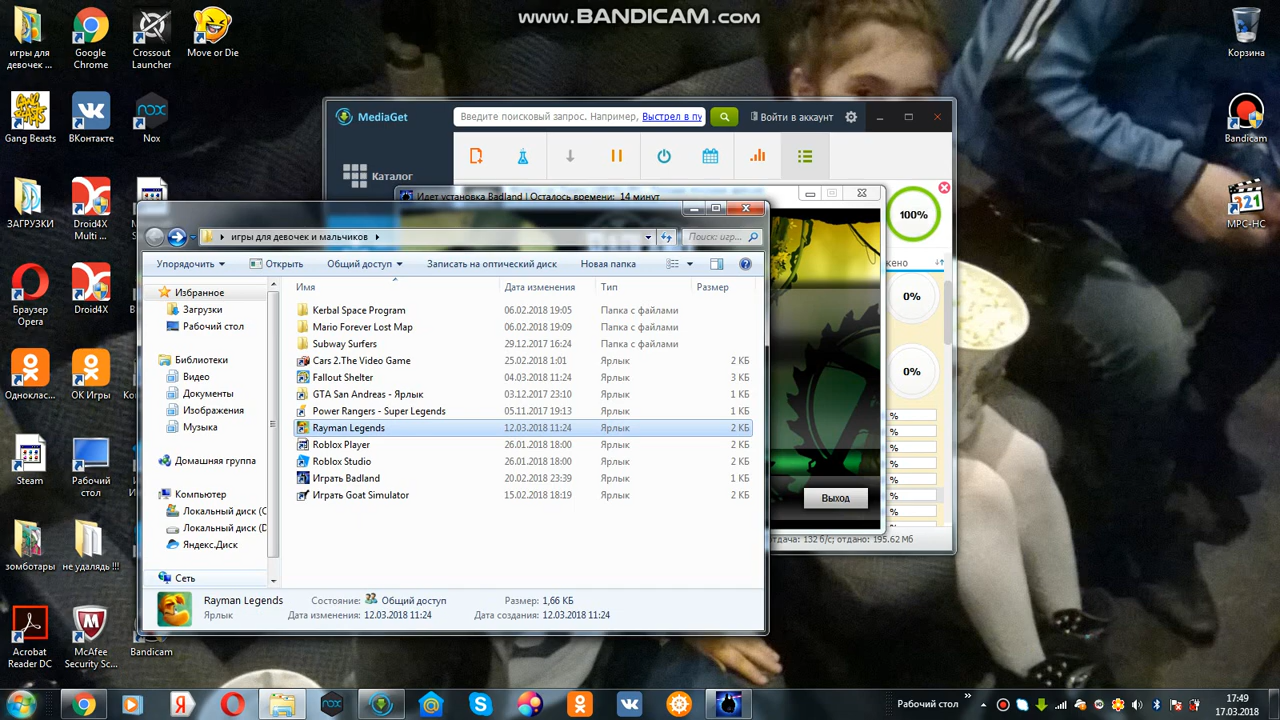 www.BANDICAM.com
игры для
девочек ...
Google
Chrome
Crossout
Launcher
Move or Die
Корзина
Gang Beasts
ВКонтакте
Nox
Bandicam
ЗАГРУЗКИ
Droid4X
Multi ...
MPC-HC
Браузер
Opera
Droid4X
Одноклас...
ОК Игры
Steam
Рабочий
стол
зомботары
не удалядь !!!
Acrobat
Reader DC
McAfee
Security Sc...
Bandicam
MediaGet
Введите поисковый запрос. Например, Выстрел в пу
Войти в аккаунт
Каталог
Идет установка Badland | Осталось времени: 14 минут
100%
жено
0%
0%
%
%
%
%
%
%
%
Выход
тдача: 132 б/с; отдано: 195.62 Мб
игры для девочек и мальчиков
Поиск: игр...
Упорядочить
Открыть
Общий доступ
Записать на оптический диск
Новая папка
Имя Дата изменения Тип Размер
Избранное
Загрузки
Рабочий стол
Библиотеки
Видео
Документы
Изображения
Музыка
Домашняя группа
Компьютер
Локальный диск (C
Локальный диск (D
Яндекс.Диск
Сеть
Kerbal Space Program 06.02.2018 19:05 Папка с файлами
Mario Forever Lost Map 06.02.2018 19:09 Папка с файлами
Subway Surfers 29.12.2017 16:24 Папка с файлами
Cars 2.The Video Game 25.02.2018 1:01 Ярлык 2 КБ
Fallout Shelter 04.03.2018 11:24 Ярлык 3 КБ
GTA San Andreas - Ярлык 03.12.2017 23:10 Ярлык 1 КБ
Power Rangers - Super Legends 05.11.2017 19:13 Ярлык 1 КБ
Rayman Legends 12.03.2018 11:24 Ярлык 2 КБ
Roblox Player 26.01.2018 18:00 Ярлык 2 КБ
Roblox Studio 26.01.2018 18:00 Ярлык 2 КБ
Играть Badland 20.02.2018 23:39 Ярлык 1 КБ
Играть Goat Simulator 15.02.2018 18:19 Ярлык 2 КБ
Rayman Legends Состояние: Общий доступ Размер: 1,66 КБ
Ярлык Дата изменения: 12.03.2018 11:24 Дата создания: 12.03.2018 11:24
Рабочий стол
17:49
17.03.2018